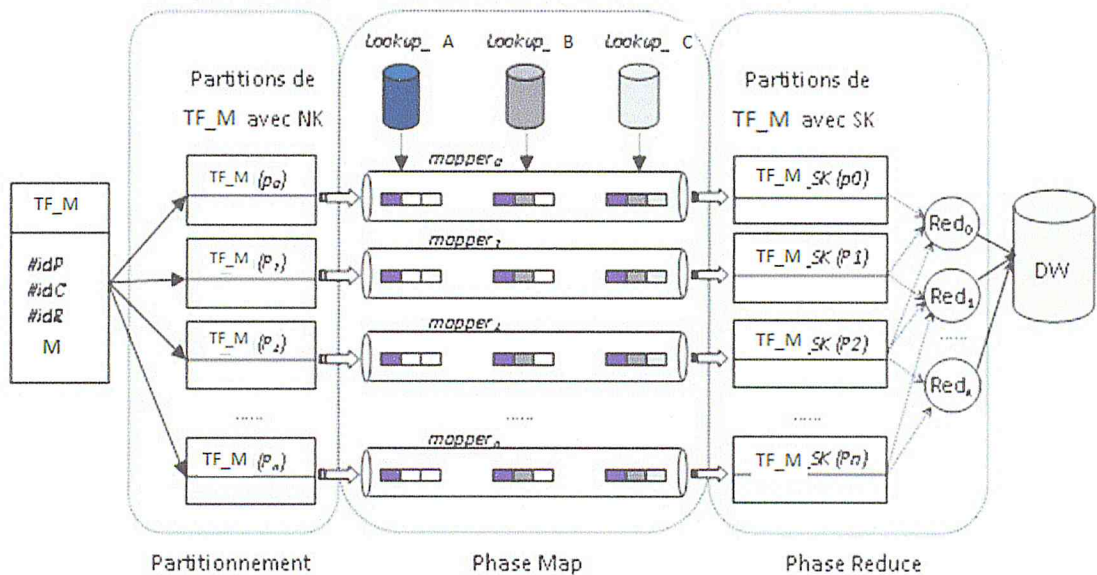 Lookup_ A
Lookup_ B
Lookup_ C
Partitions de
TF_M avec NK
Partitions de
TF_M avec SK
TF_M
#idP
#idC
#idR
M
TF_M (p₀)
TF_M (P₁)
TF_M (P₂)
......
TF_M (Pₙ)
mapper₀
mapper₁
mapper₂
......
mapperₙ
TF_M_SK (p0)
TF_M_SK (P1)
TF_M_SK (P2)
......
TF_M_SK (Pn)
Red₀
Red₁
......
Redₖ
DW
Partitionnement
Phase Map
Phase Reduce